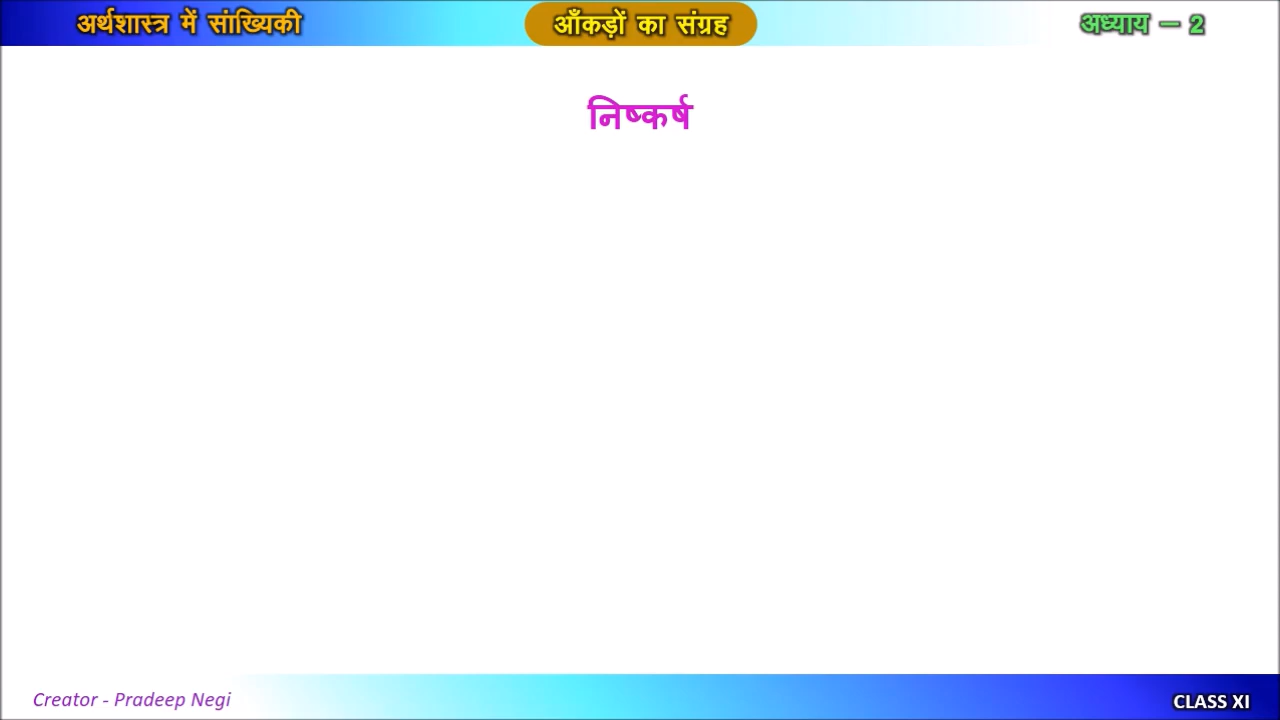 अर्थशास्त्र में सांख्यिकी
आँकड़ों का संग्रह
अध्याय – 2
निष्कर्ष
Creator - Pradeep Negi
CLASS XI